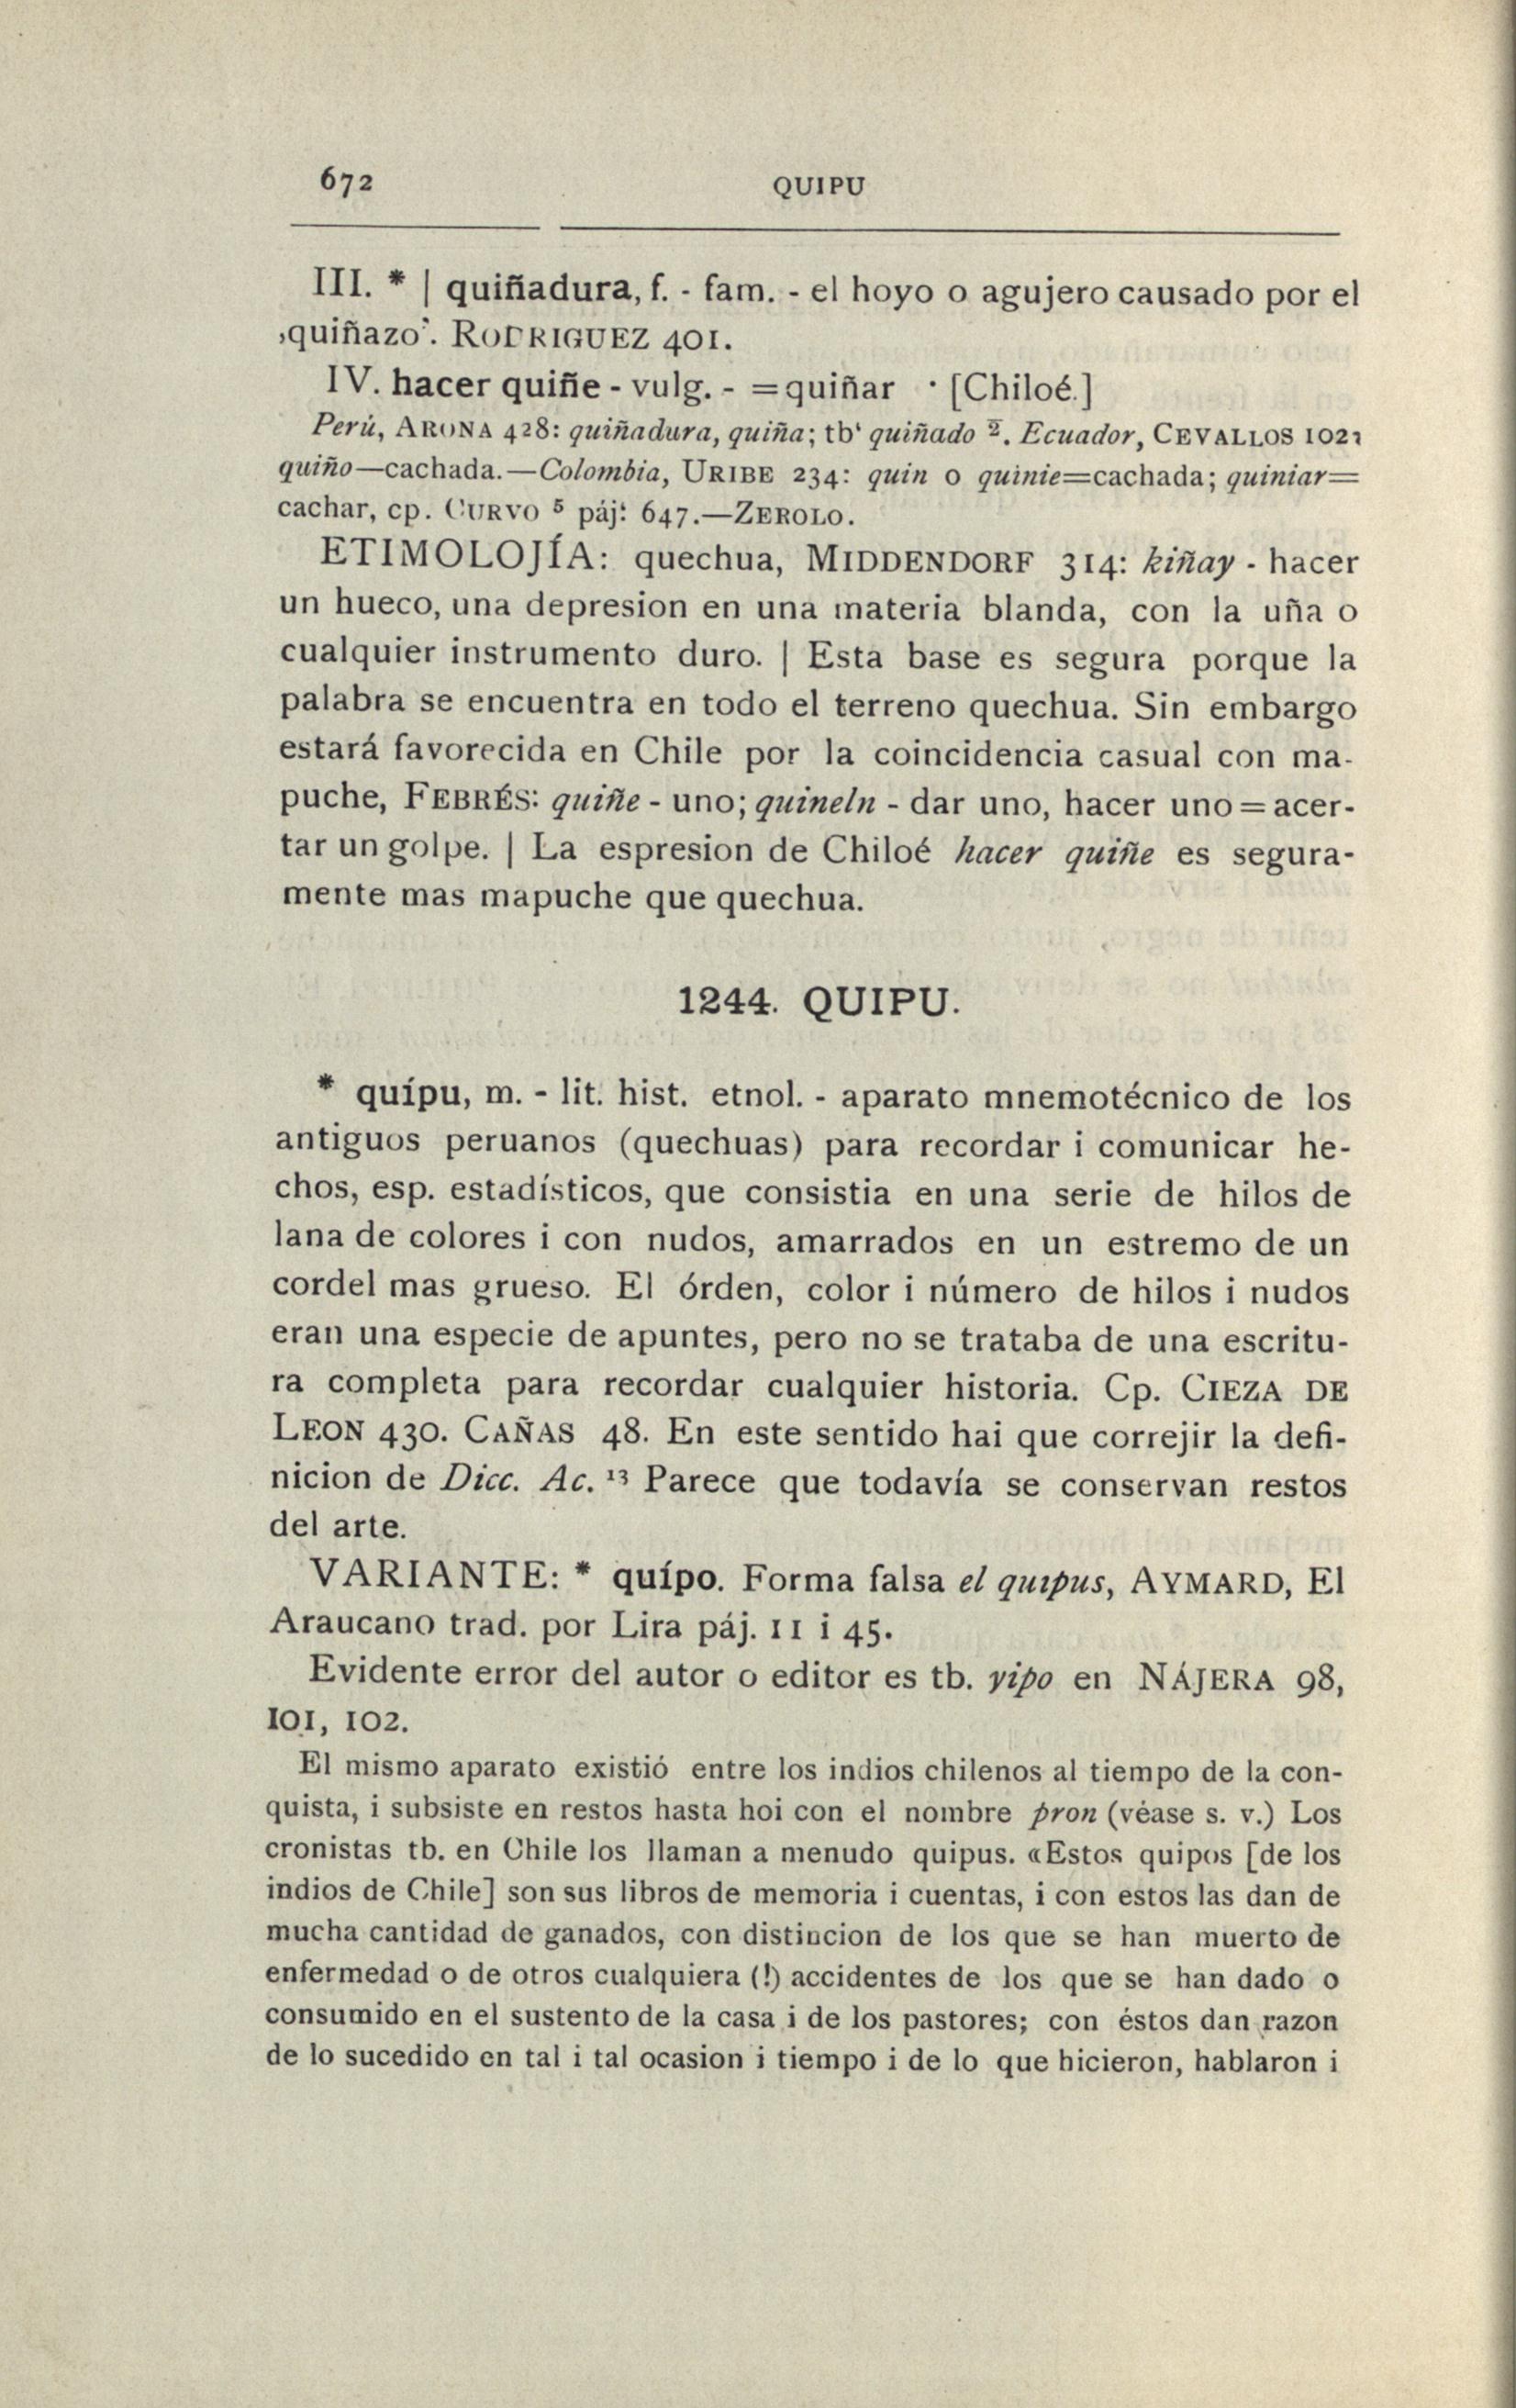 672
QUIPU
III. * | quiñadura, f. - fam. - el hoyo o agujero causado por el
‚quiñazo‘. RODRIGUEZ 401.
IV. hacer quiñe - vulg. - = quiñar · [Chiloé.]
Perú, ARONA 428: quiñadura, quiña; tb‘ quiñado 2. Ecuador, CEVALLOS 102:
quiño—cachada.—Colombia, URIBE 234: quin o quinie=cachada; quiniar=
cachar, cp. CURVO 5 páj: 647.—ZEROLO.
ETIMOLOJÍA: quechua, MIDDENDORF 314: kiñay - hacer
un hueco, una depresion en una materia blanda, con la uña o
cualquier instrumento duro. | Esta base es segura porque la
palabra se encuentra en todo el terreno quechua. Sin embargo
estará favorecida en Chile por la coincidencia casual con ma-
puche, FEBRÉS: quiñe - uno; quineln - dar uno, hacer uno = acer-
tar un golpe. | La espresion de Chiloé hacer quiñe es segura-
mente mas mapuche que quechua.
1244. QUIPU.
* quípu, m. - lit. hist. etnol. - aparato mnemotécnico de los
antiguos peruanos (quechuas) para recordar i comunicar he-
chos, esp. estadísticos, que consistia en una serie de hilos de
lana de colores i con nudos, amarrados en un estremo de un
cordel mas grueso. El órden, color i número de hilos i nudos
eran una especie de apuntes, pero no se trataba de una escritu-
ra completa para recordar cualquier historia. Cp. CIEZA DE
LEON 430. CAÑAS 48. En este sentido hai que correjir la defi-
nicion de Dicc. Ac. 13 Parece que todavía se conservan restos
del arte.
VARIANTE: * quípo. Forma falsa el quipus, AYMARD, El
Araucano trad. por Lira páj. 11 i 45.
Evidente error del autor o editor es tb. yipo en NÁJERA 98,
101, 102.
El mismo aparato existió entre los indios chilenos al tiempo de la con-
quista, i subsiste en restos hasta hoi con el nombre pron (véase s. v.) Los
cronistas tb. en Chile los llaman a menudo quipus. «Estos quipos [de los
indios de Chile] son sus libros de memoria i cuentas, i con estos las dan de
mucha cantidad de ganados, con distincion de los que se han muerto de
enfermedad o de otros cualquiera (!) accidentes de los que se han dado o
consumido en el sustento de la casa i de los pastores; con éstos dan razon
de lo sucedido en tal i tal ocasion i tiempo i de lo que hicieron, hablaron i